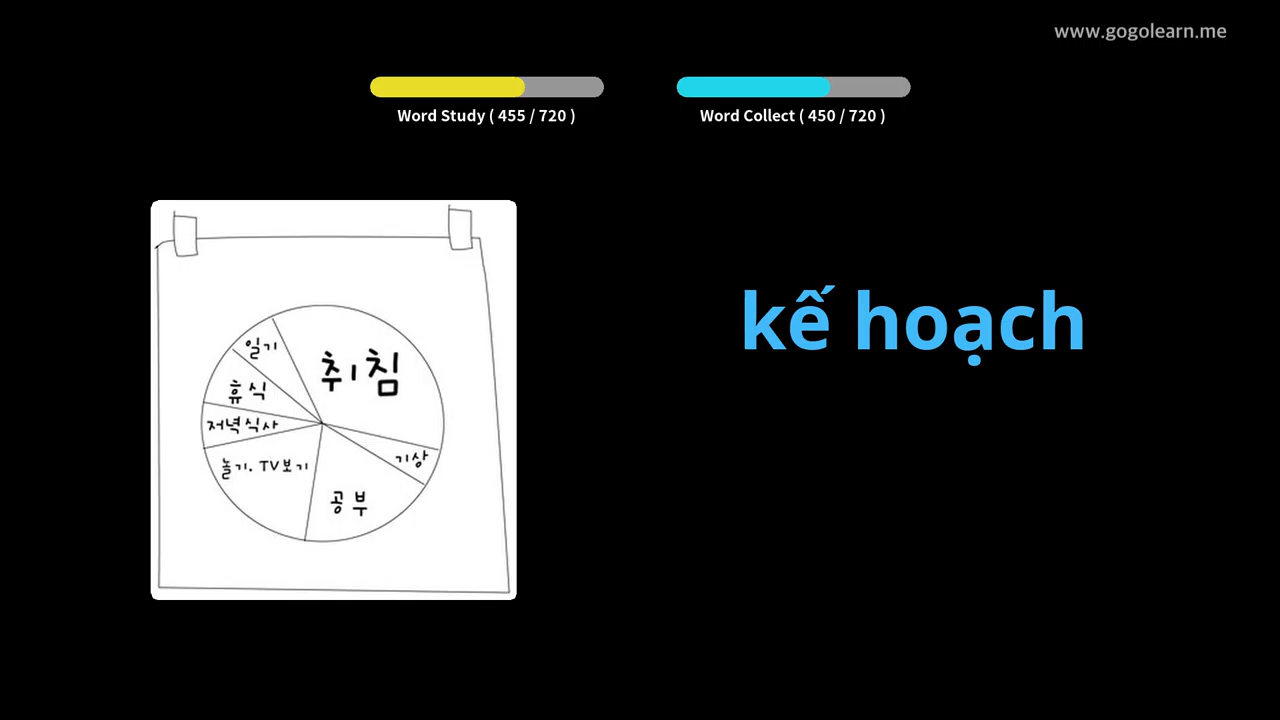 www.gogolearn.me
Word Study ( 455 / 720 )
Word Collect ( 450 / 720 )
kế hoạch
일기
취침
휴식
저녁식사
놀기. TV보기
기상
공부